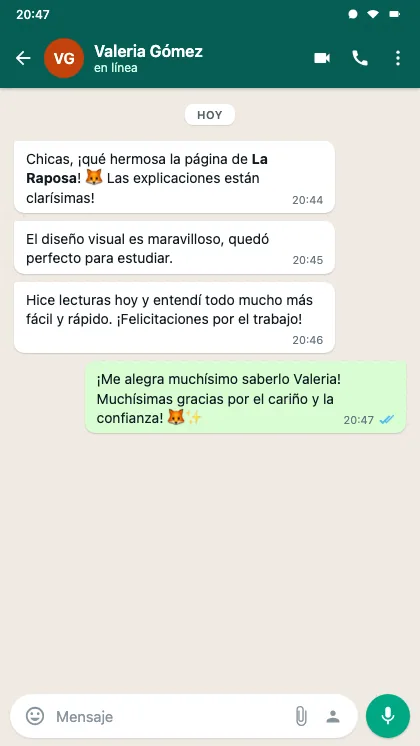 20:47
VG
Valeria Gómez
en línea
HOY
Chicas, ¡qué hermosa la página de La
Raposa! 🦊 Las explicaciones están
clarísimas!
20:44
El diseño visual es maravilloso, quedó
perfecto para estudiar.
20:45
Hice lecturas hoy y entendí todo mucho más
fácil y rápido. ¡Felicitaciones por el trabajo!
20:46
¡Me alegra muchísimo saberlo Valeria!
Muchísimas gracias por el cariño y la
confianza! 🦊✨
20:47
Mensaje